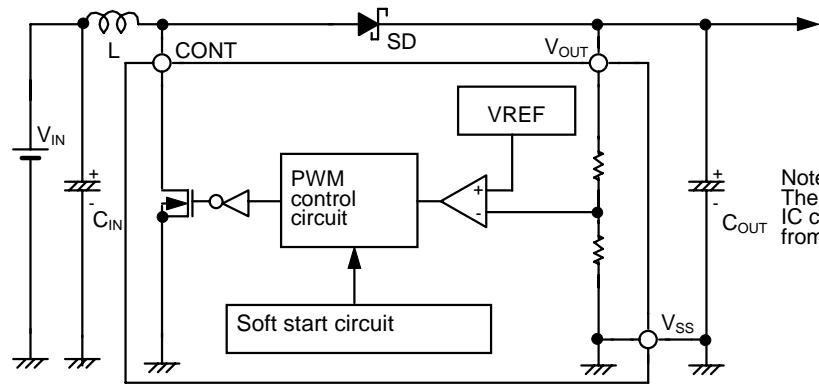 L
CONT
SD
VOUT
VREF
VIN
+
-
CIN
PWM
control
circuit
+
-
+
-
COUT
Note
The
IC c
from
Soft start circuit
VSS